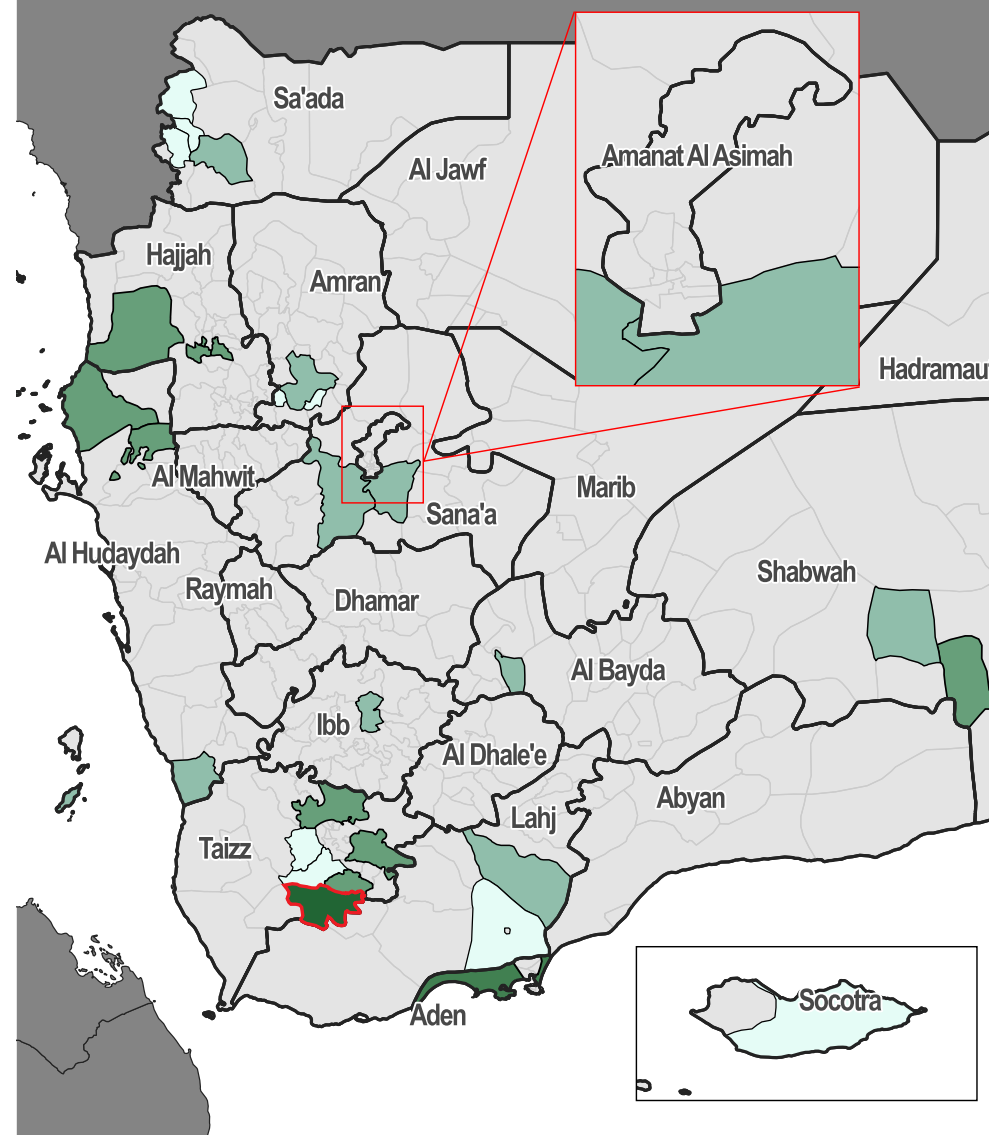 Sa'ada
Al Jawf
Amanat Al Asimah
Hajjah
Amran
Hadramau
Al Mahwit
Marib
Sana'a
Al Hudaydah
Shabwah
Raymah
Dhamar
Al Bayda
Ibb
Al Dhale'e
Abyan
Lahj
Taizz
Socotra
Aden